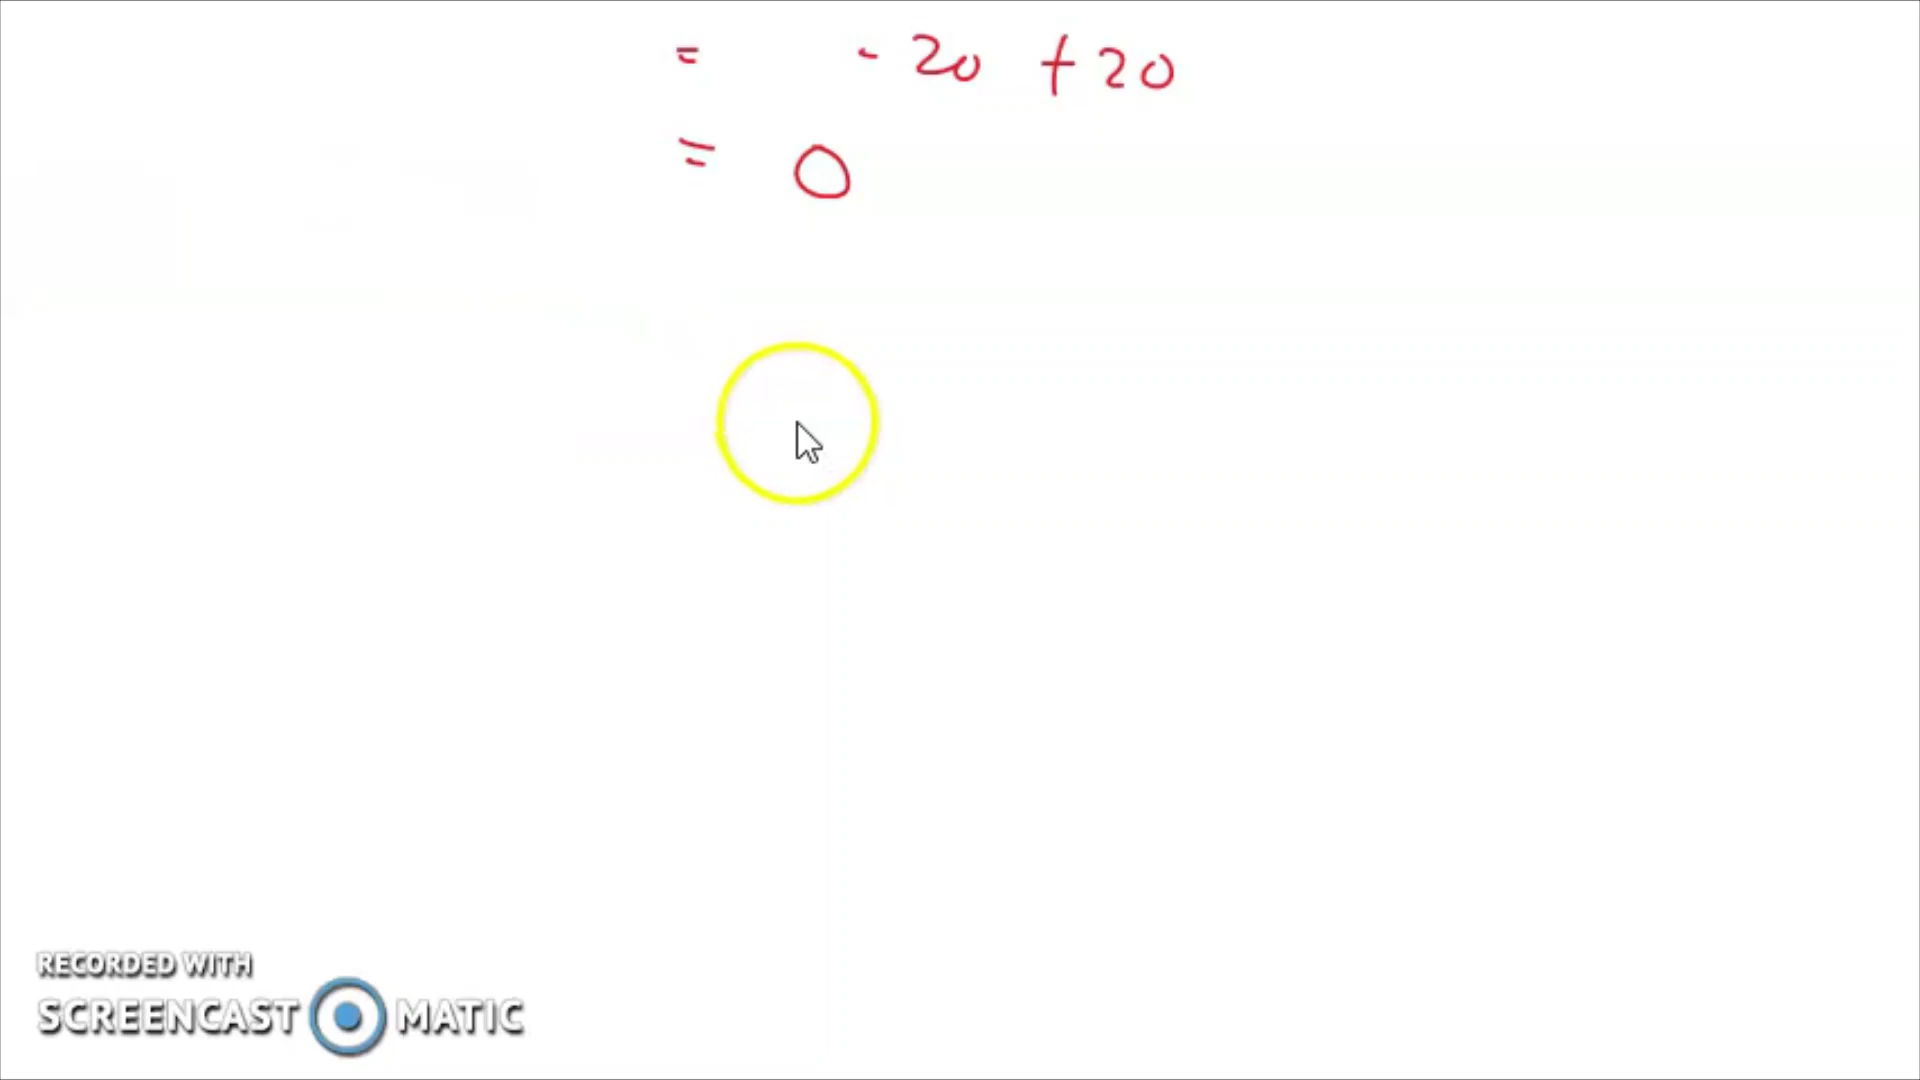 = - 20 + 20
= 0
RECORDED WITH
SCREENCAST MATIC